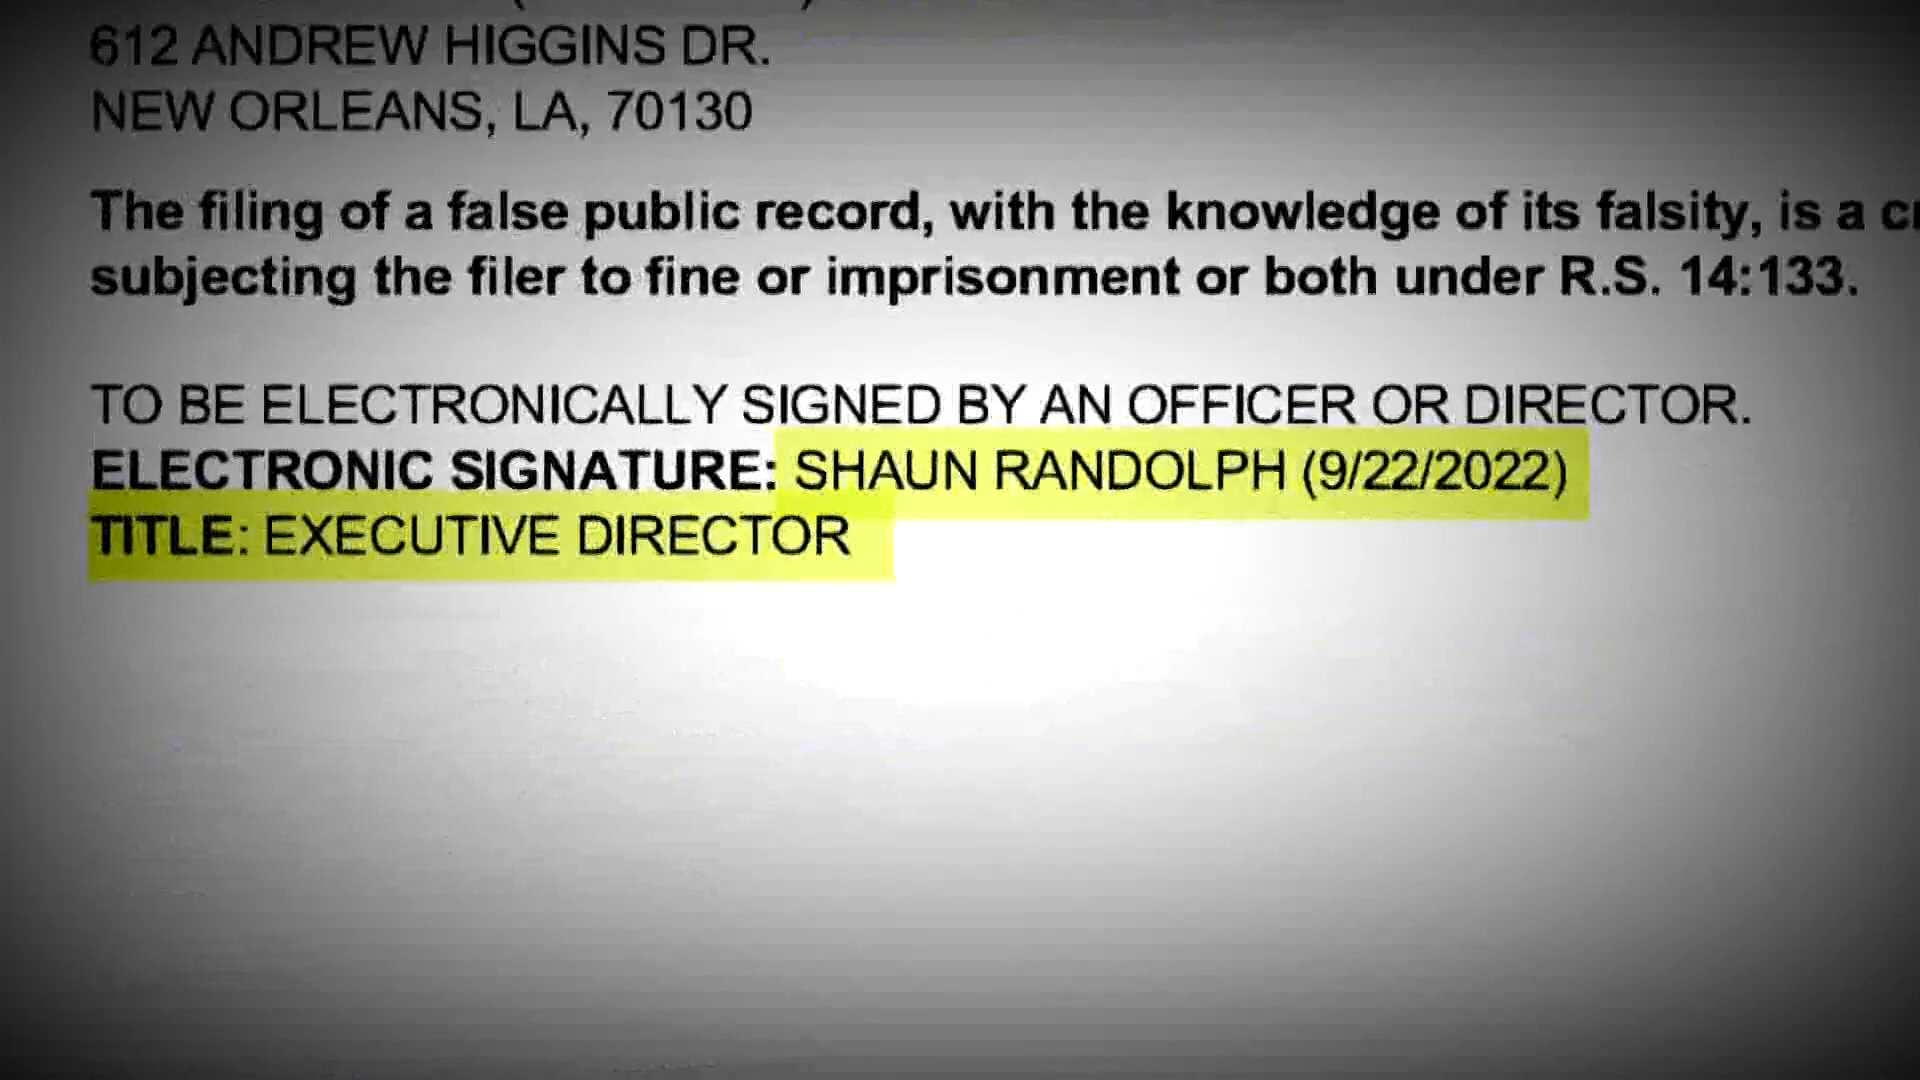 612 ANDREW HIGGINS DR.
NEW ORLEANS, LA, 70130
The filing of a false public record, with the knowledge of its falsity, is a
subjecting the filer to fine or imprisonment or both under R.S. 14:133.
TO BE ELECTRONICALLY SIGNED BY AN OFFICER OR DIRECTOR.
ELECTRONIC SIGNATURE: SHAUN RANDOLPH (9/22/2022)
TITLE: EXECUTIVE DIRECTOR